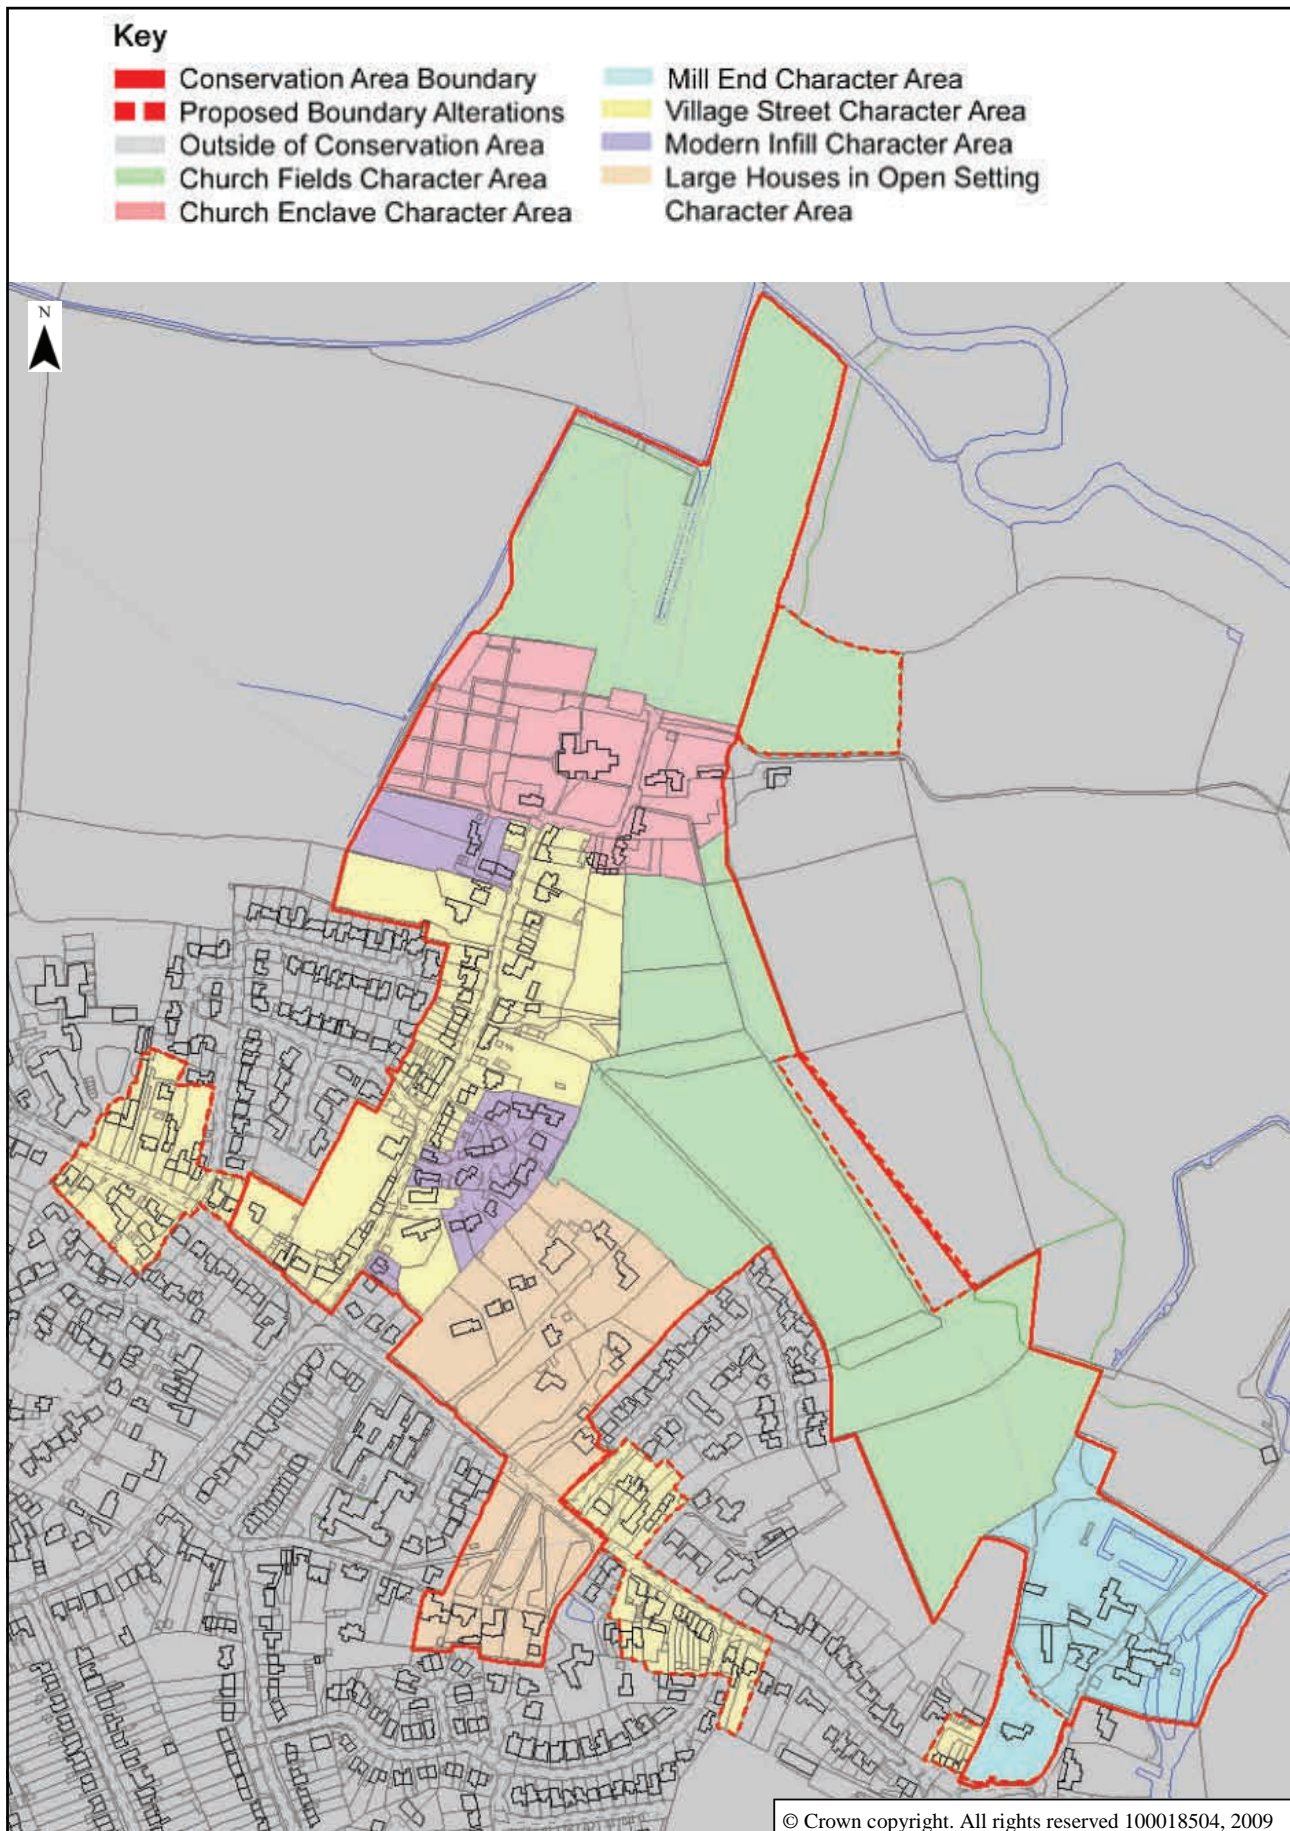 Key
Conservation Area Boundary
Proposed Boundary Alterations
Outside of Conservation Area
Church Fields Character Area
Church Enclave Character Area
Mill End Character Area
Village Street Character Area
Modern Infill Character Area
Large Houses in Open Setting
Character Area
N
© Crown copyright. All rights reserved 100018504, 2009